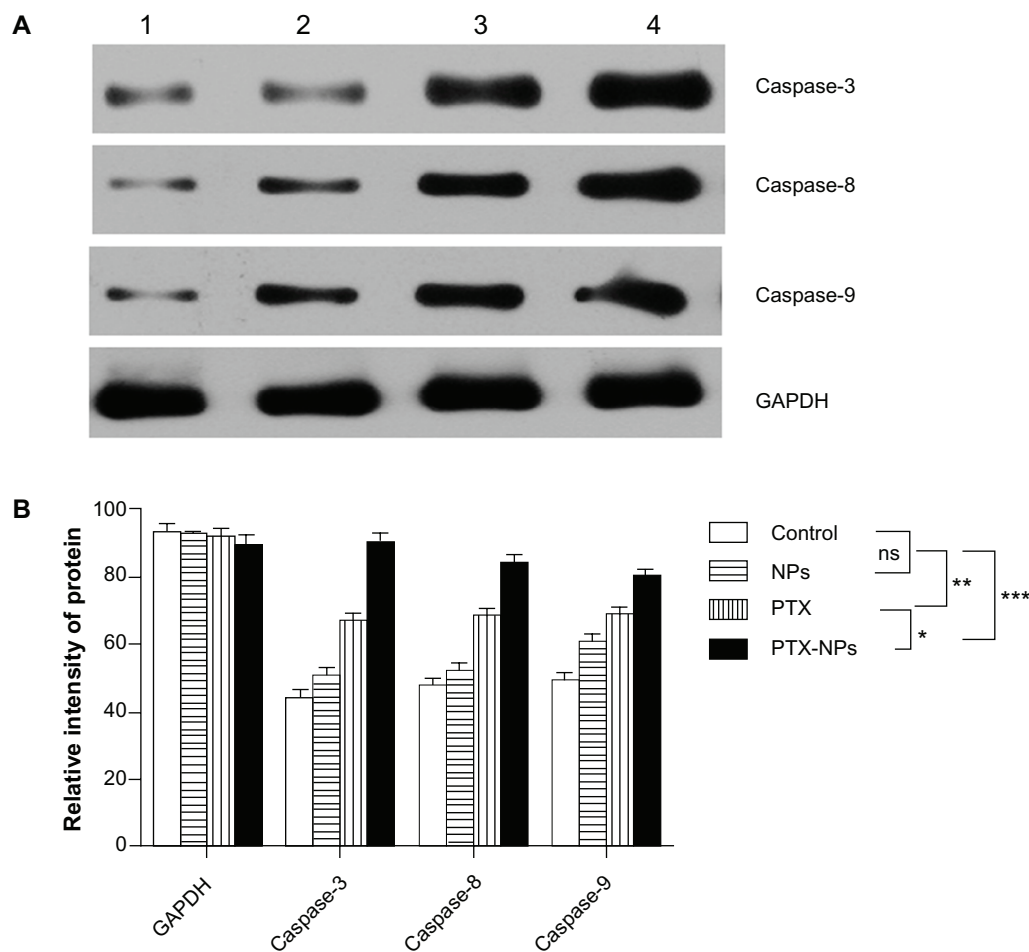 A
1 2 3 4
Caspase-3
Caspase-8
Caspase-9
GAPDH
B
Relative intensity of protein
100
80
60
40
20
0
GAPDH
Caspase-3
Caspase-8
Caspase-9
Control
NPs
PTX
PTX-NPs
ns
**
***
*